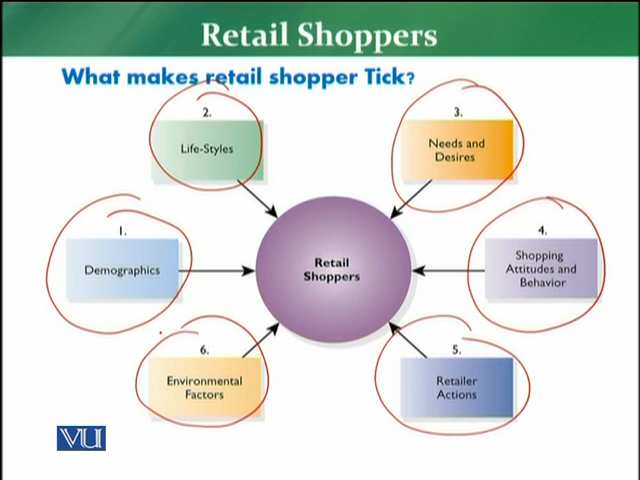 Retail Shoppers
What makes retail shopper Tick?
2.
Life-Styles
3.
Needs and
Desires
1.
Demographics
Retail
Shoppers
4.
Shopping
Attitudes and
Behavior
6.
Environmental
Factors
5.
Retailer
Actions
VU